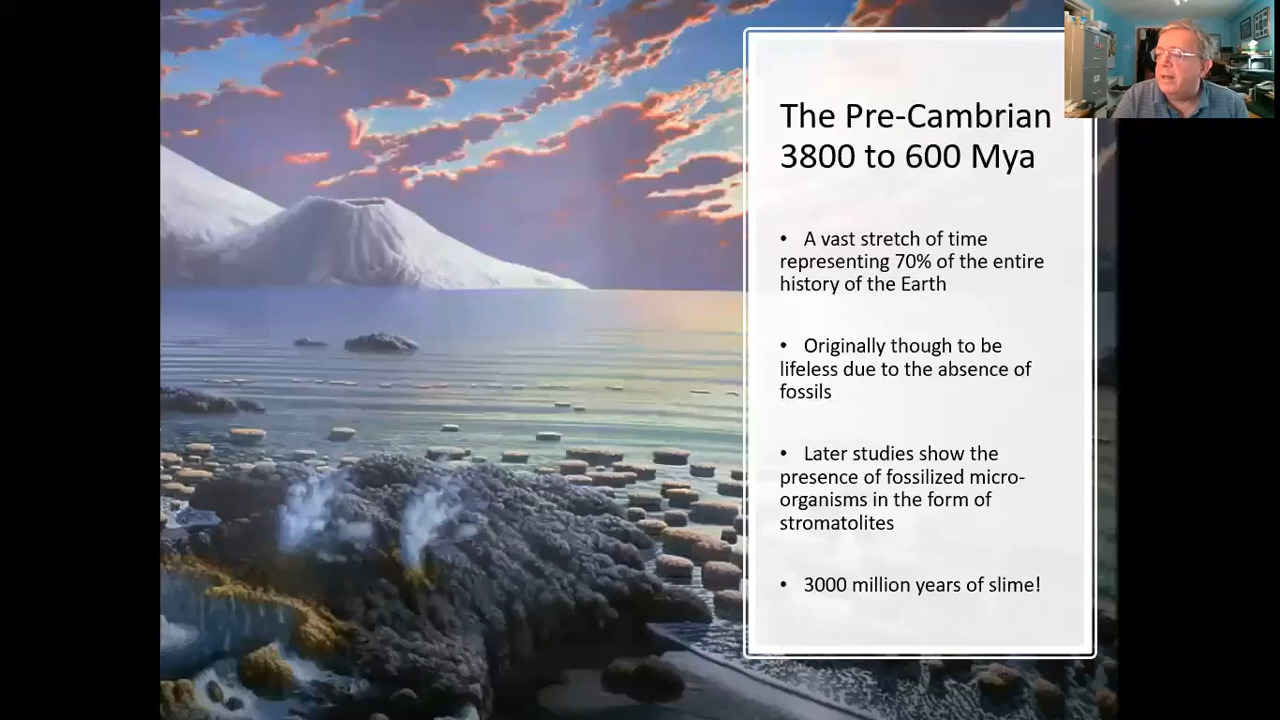 The Pre-Cambrian
3800 to 600 Mya
• A vast stretch of time
representing 70% of the entire
history of the Earth
• Originally though to be
lifeless due to the absence of
fossils
• Later studies show the
presence of fossilized micro-
organisms in the form of
stromatolites
• 3000 million years of slime!